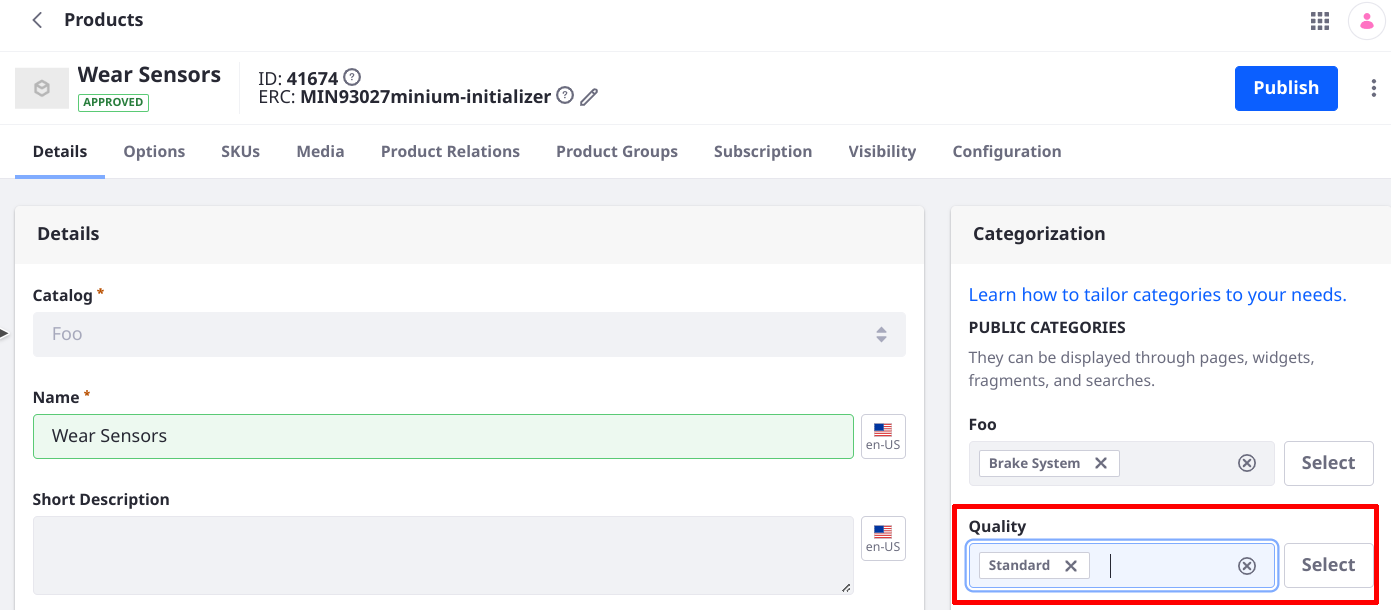 Products
Wear Sensors
APPROVED
ID: 41674
ERC: MIN93027minium-initializer
Publish
Details Options SKUs Media Product Relations Product Groups Subscription Visibility Configuration
Details
Catalog *
Foo
Name *
Wear Sensors
en-US
Short Description
en-US
Categorization
Learn how to tailor categories to your needs.
PUBLIC CATEGORIES
They can be displayed through pages, widgets,
fragments, and searches.
Foo
Brake System
Select
Quality
Standard
Select